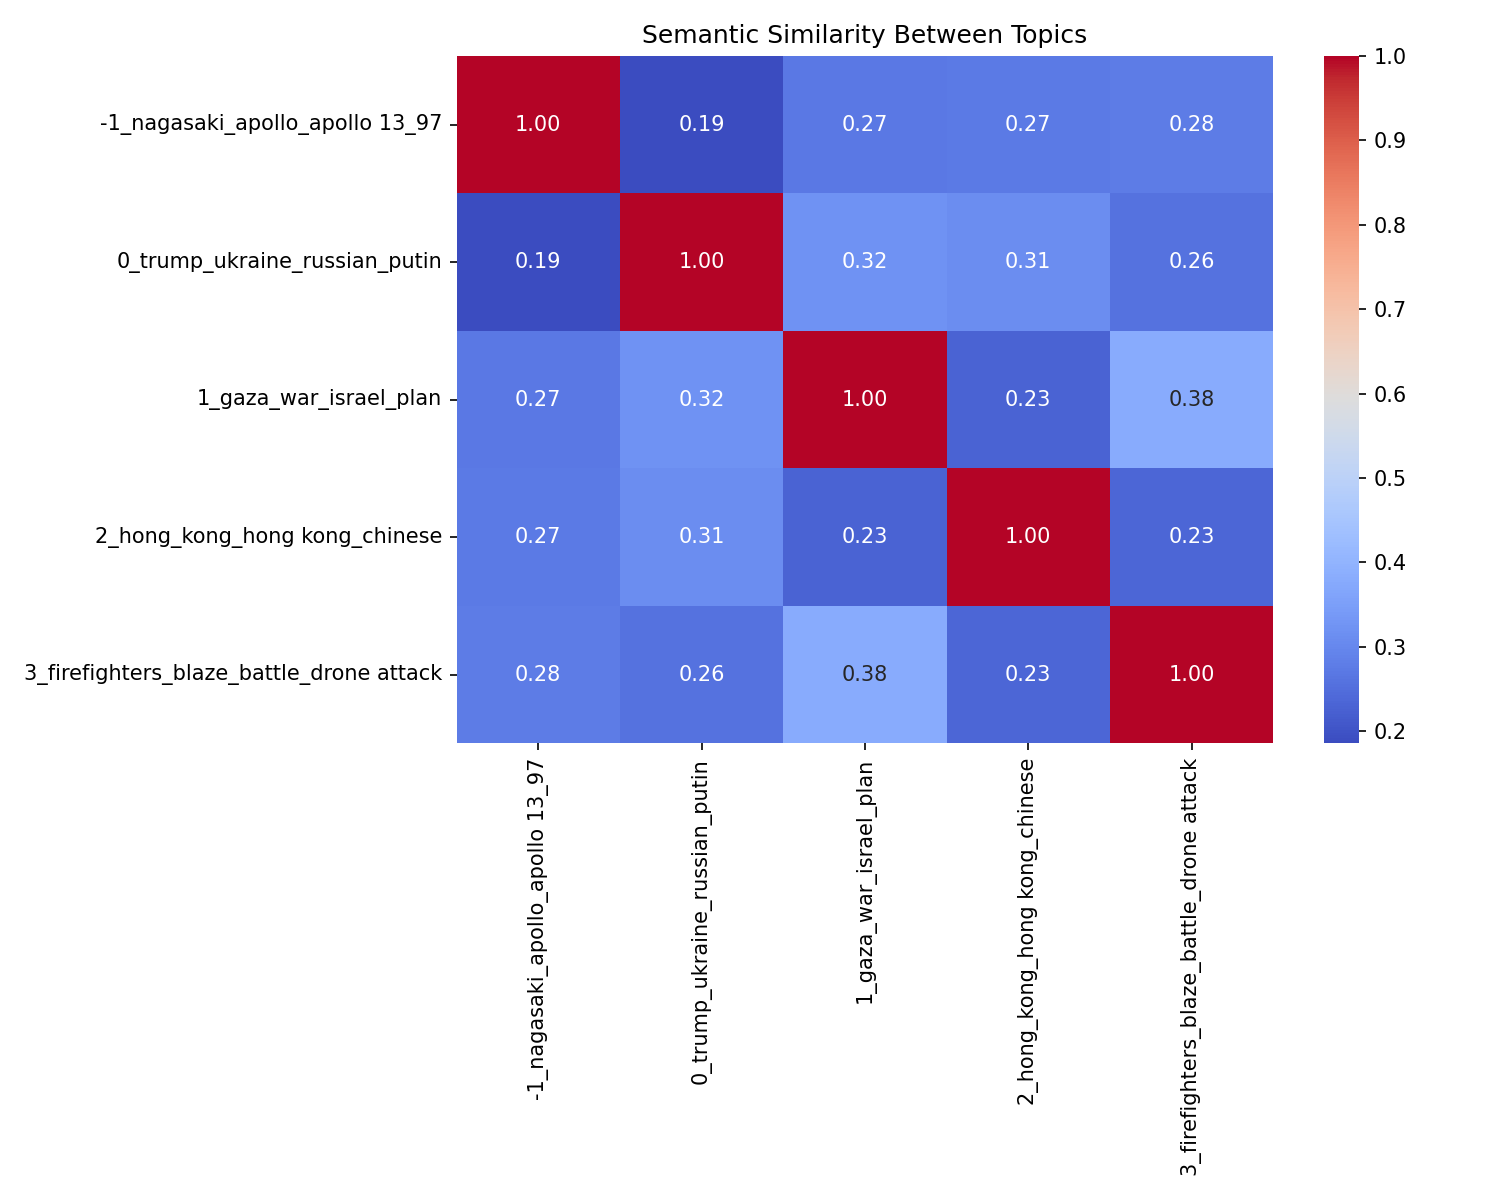 Semantic Similarity Between Topics
-1_nagasaki_apollo_apollo 13_97 1.00 0.19 0.27 0.27 0.28
0_trump_ukraine_russian_putin 0.19 1.00 0.32 0.31 0.26
1_gaza_war_israel_plan 0.27 0.32 1.00 0.23 0.38
2_hong_kong_hong kong_chinese 0.27 0.31 0.23 1.00 0.23
3_firefighters_blaze_battle_drone attack 0.28 0.26 0.38 0.23 1.00
-1_nagasaki_apollo_apollo 13_97
0_trump_ukraine_russian_putin
1_gaza_war_israel_plan
2_hong_kong_hong kong_chinese
3_firefighters_blaze_battle_drone attack
1.0
0.9
0.8
0.7
0.6
0.5
0.4
0.3
0.2